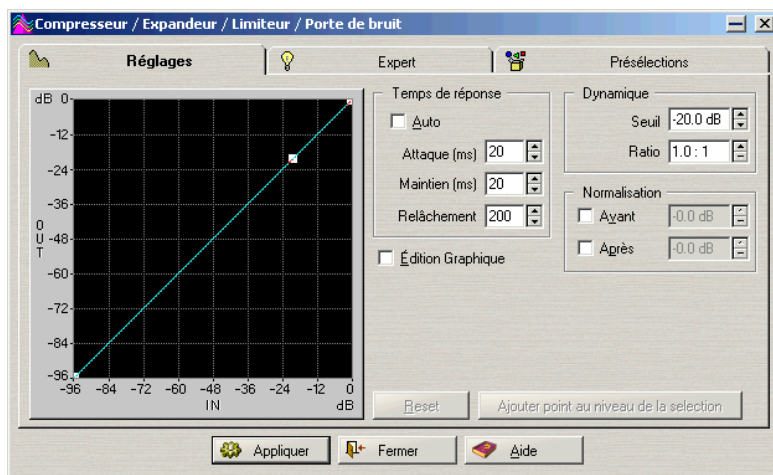 Compresseur / Expandeur / Limiteur / Porte de bruit
Réglages
Expert
Présélections
dB 0
-12
-24
-36
-48
-60
-72
-84
-96
OUT
-96 -84 -72 -60 -48 -36 -24 -12 0
IN
dB
Temps de réponse
Auto
Attaque (ms) 20
Maintien (ms) 20
Relâchement 200
Édition Graphique
Dynamique
Seuil -20.0 dB
Ratio 1.0 : 1
Normalisation
Avant -0.0 dB
Après -0.0 dB
Reset
Ajouter point au niveau de la selection
Appliquer
Fermer
Aide